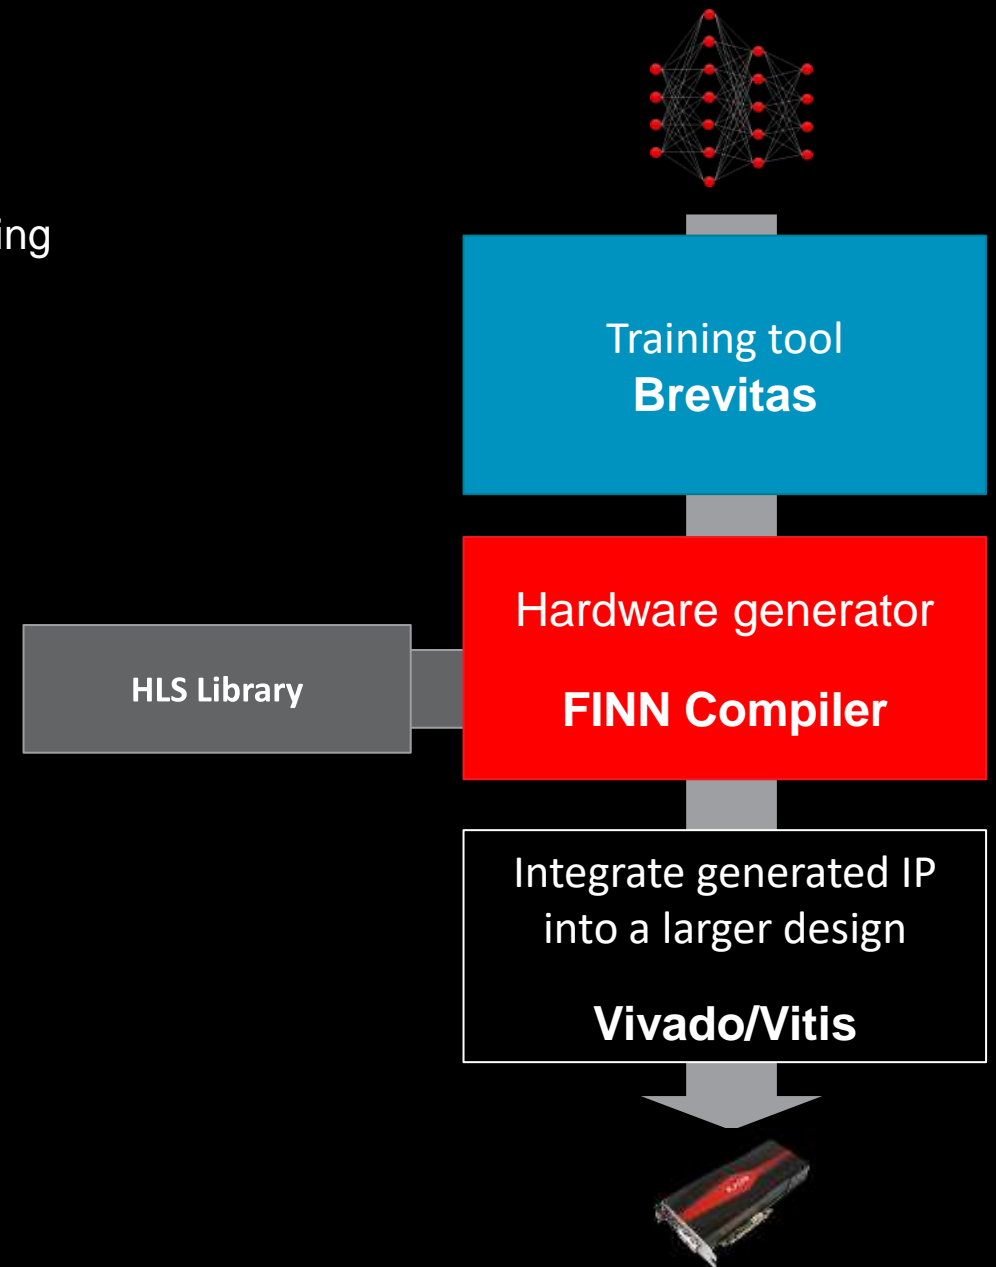 ing
Training tool
Brevitas
Hardware generator
FINN Compiler
HLS Library
Integrate generated IP
into a larger design
Vivado/Vitis